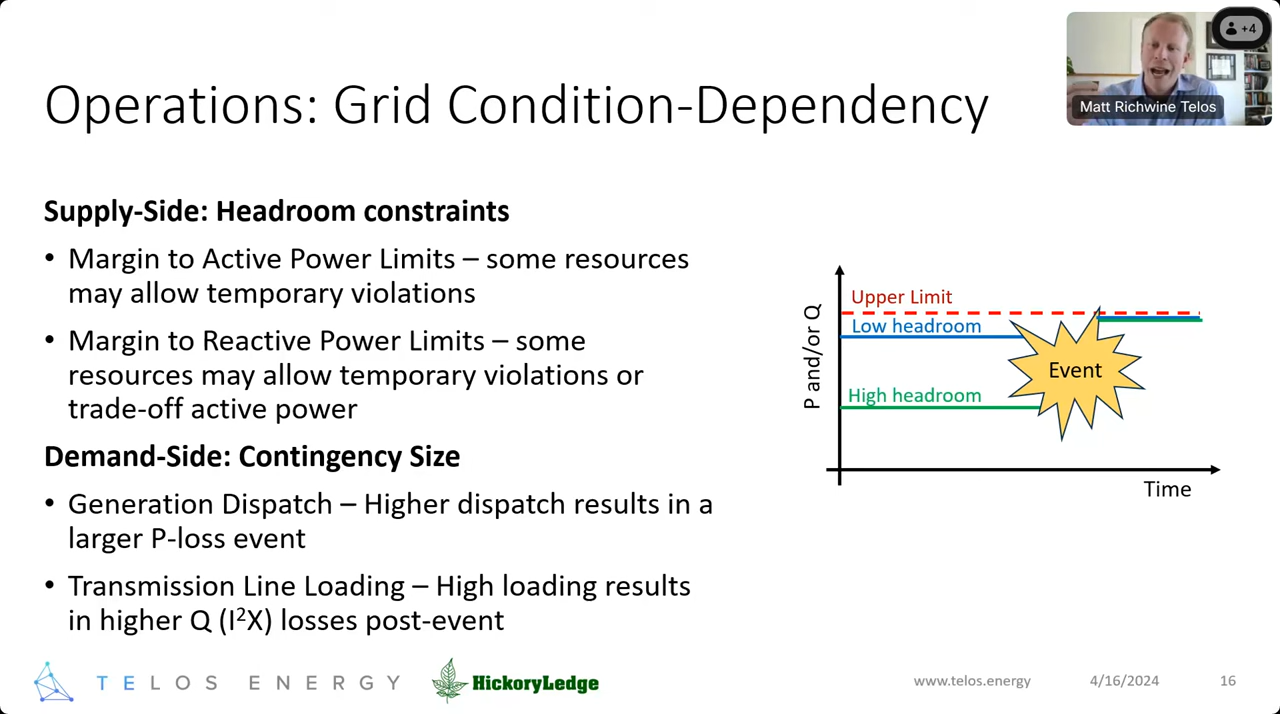 +4
Matt Richwine Telos
Operations: Grid Condition-Dependency
Supply-Side: Headroom constraints
• Margin to Active Power Limits – some resources
may allow temporary violations
• Margin to Reactive Power Limits – some
resources may allow temporary violations or
trade-off active power
Demand-Side: Contingency Size
• Generation Dispatch – Higher dispatch results in a
larger P-loss event
• Transmission Line Loading – High loading results
in higher Q (I²X) losses post-event
P and/or Q
Upper Limit
Low headroom
Event
High headroom
Time
TELOS ENERGY
HickoryLedge
www.telos.energy
4/16/2024
16